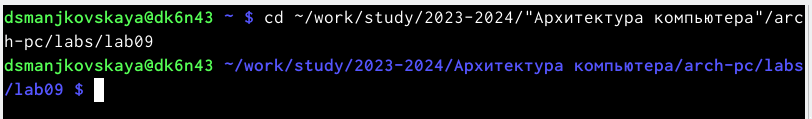 dsmanjkovskaya@dk6n43 ~ $ cd ~/work/study/2023-2024/"Архитектура компьютера"/arc
h-pc/labs/lab09
dsmanjkovskaya@dk6n43 ~/work/study/2023-2024/Архитектура компьютера/arch-pc/labs
/lab09 $